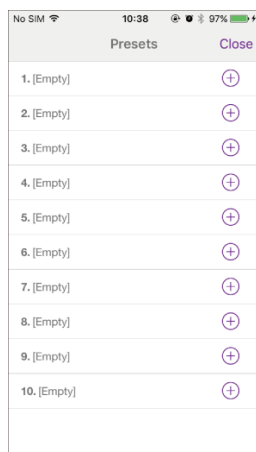 No SIM 10:38 97%
Presets Close
1. [Empty]
2. [Empty]
3. [Empty]
4. [Empty]
5. [Empty]
6. [Empty]
7. [Empty]
8. [Empty]
9. [Empty]
10. [Empty]